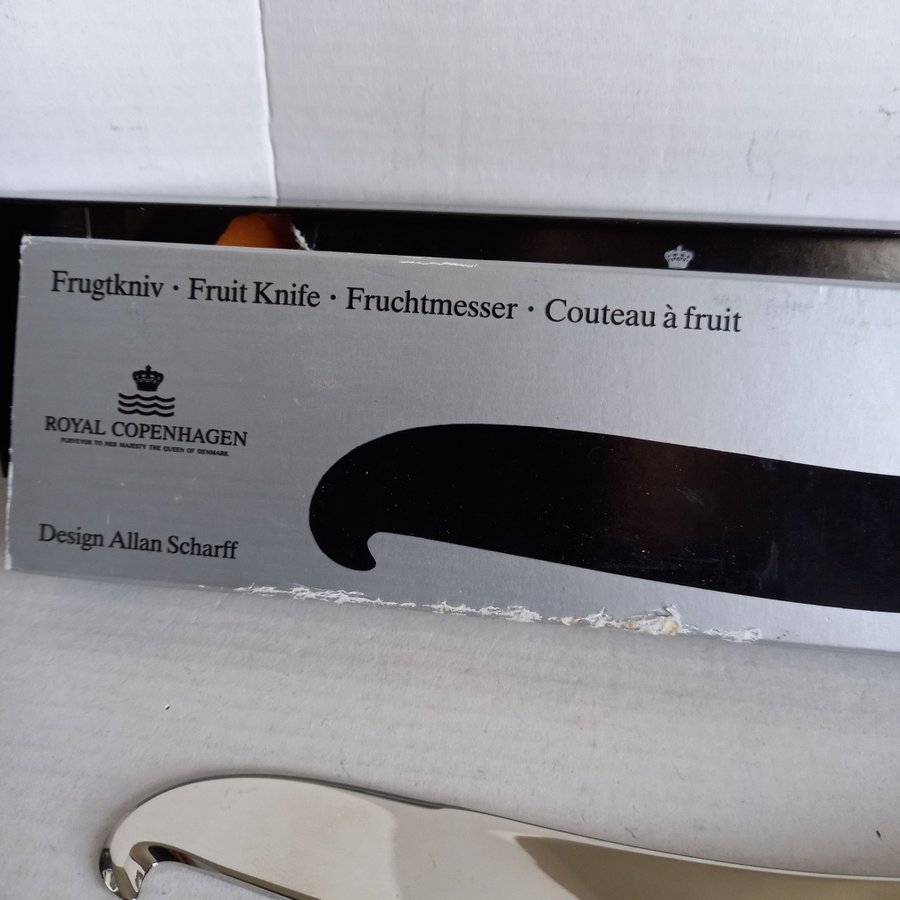 Frugtkniv · Fruit Knife · Fruchtmesser · Couteau à fruit
ROYAL COPENHAGEN
PURVEYOR TO HER MAJESTY THE QUEEN OF DENMARK
Design Allan Scharff